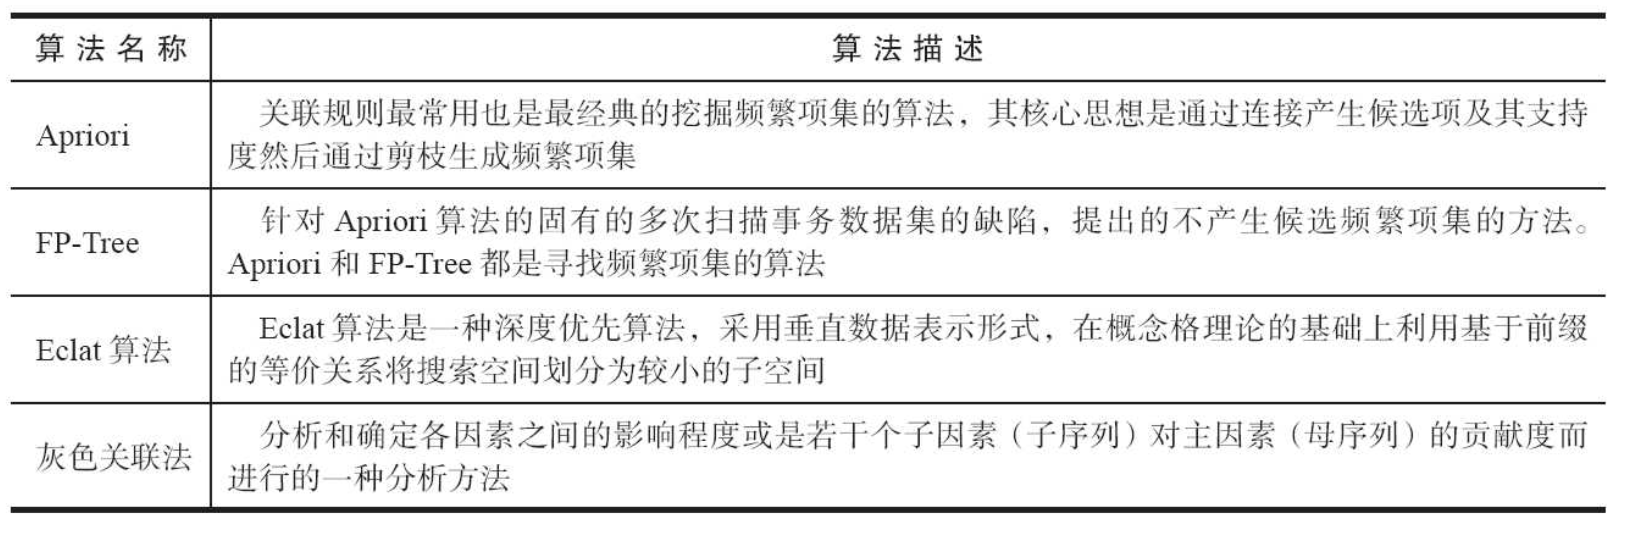 算法名称 算法描述
Apriori
关联规则最常用也是最经典的挖掘频繁项集的算法，其核心思想是通过连接产生候选项及其支持
度然后通过剪枝生成频繁项集
FP-Tree
针对 Apriori 算法的固有的多次扫描事务数据集的缺陷，提出的不产生候选频繁项集的方法。
Apriori 和 FP-Tree 都是寻找频繁项集的算法
Eclat 算法
Eclat 算法是一种深度优先算法，采用垂直数据表示形式，在概念格理论的基础上利用基于前缀
的等价关系将搜索空间划分为较小的子空间
灰色关联法
分析和确定各因素之间的影响程度或是若干个子因素（子序列）对主因素（母序列）的贡献度而
进行的一种分析方法